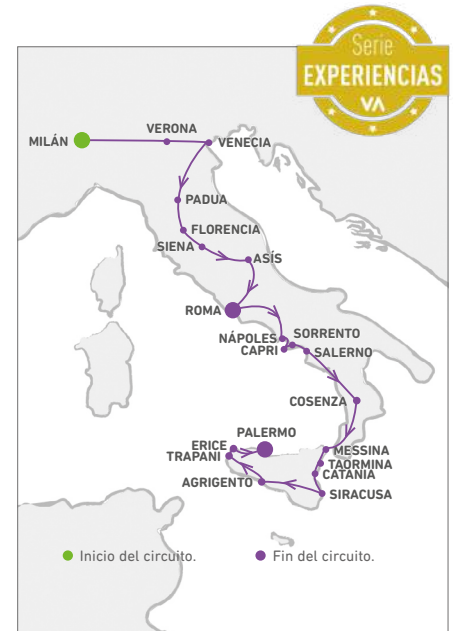 Serie
EXPERIENCIAS
VA
MILÁN
VERONA
VENECIA
PADUA
FLORENCIA
SIENA
ASÍS
ROMA
NÁPOLES
SORRENTO
CAPRI
SALERNO
COSENZA
PALERMO
ERICE
MESSINA
TRAPANI
TAORMINA
CATANIA
AGRIGENTO
SIRACUSA
Inicio del circuito.
Fin del circuito.